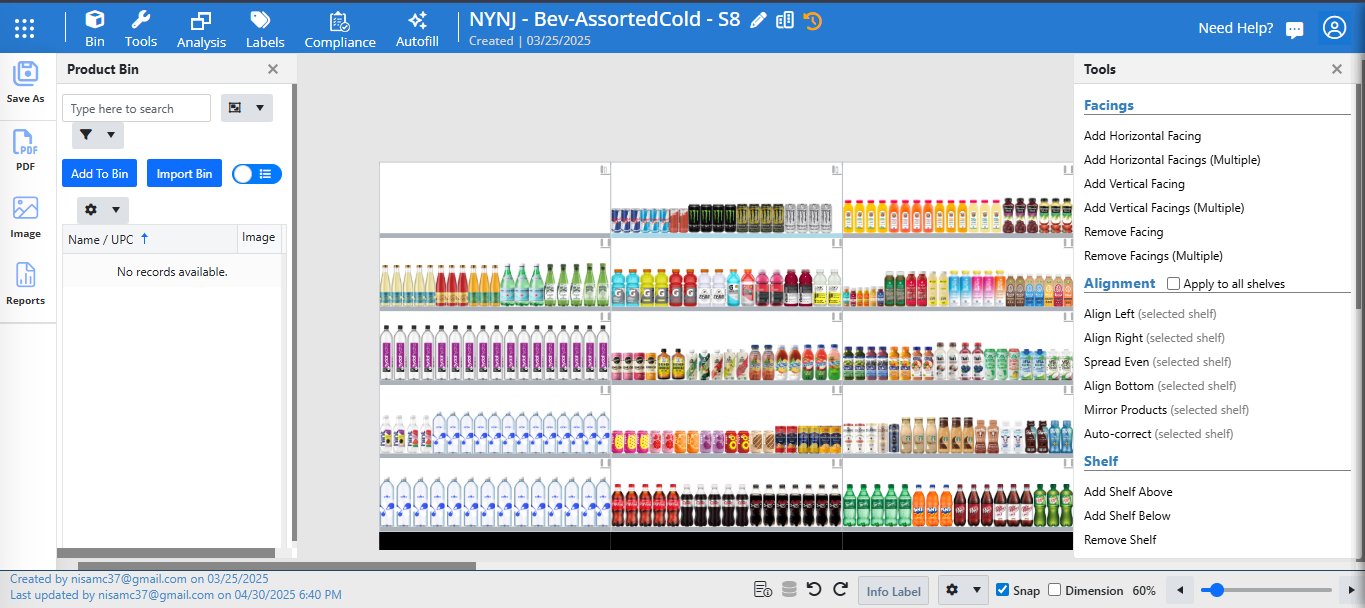 Bin
Tools
Analysis
Labels
Compliance
Autofill
NYNJ - Bev-AssortedCold - S8
Created | 03/25/2025
Need Help?
Save As
PDF
PDF
Image
Reports
Product Bin
Type here to search
Add To Bin
Import Bin
Name / UPC
Image
No records available.
Tools
Facings
Add Horizontal Facing
Add Horizontal Facings (Multiple)
Add Vertical Facing
Add Vertical Facings (Multiple)
Remove Facing
Remove Facings (Multiple)
Alignment Apply to all shelves
Align Left (selected shelf)
Align Right (selected shelf)
Spread Even (selected shelf)
Align Bottom (selected shelf)
Mirror Products (selected shelf)
Auto-correct (selected shelf)
Shelf
Add Shelf Above
Add Shelf Below
Remove Shelf
Created by nisamc37@gmail.com on 03/25/2025
Last updated by nisamc37@gmail.com on 04/30/2025 6:40 PM
Info Label
Snap
Dimension
60%